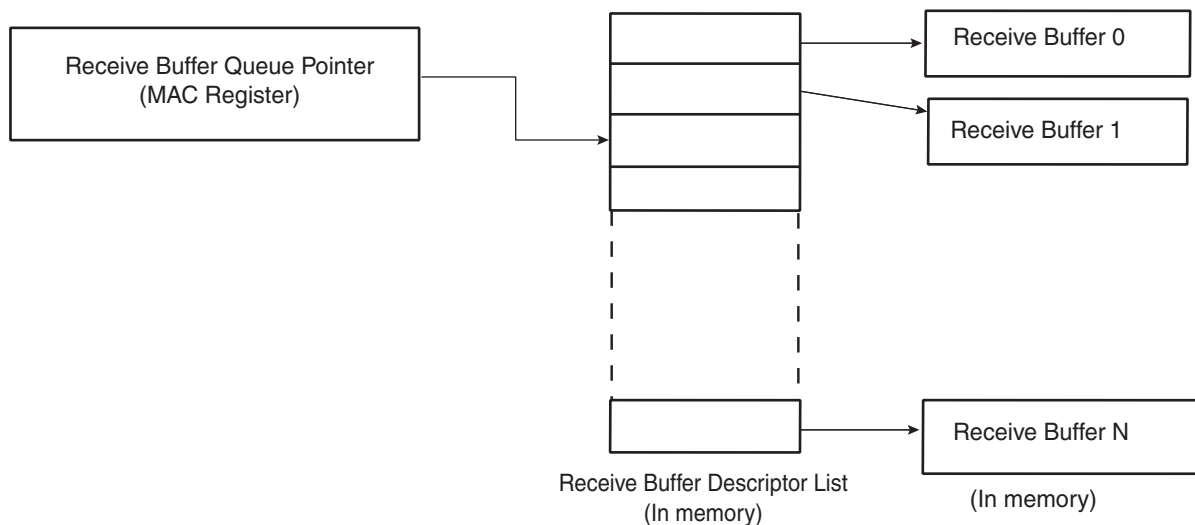 Receive Buffer Queue Pointer
(MAC Register)
Receive Buffer 0
Receive Buffer 1
Receive Buffer N
Receive Buffer Descriptor List
(In memory)
(In memory)